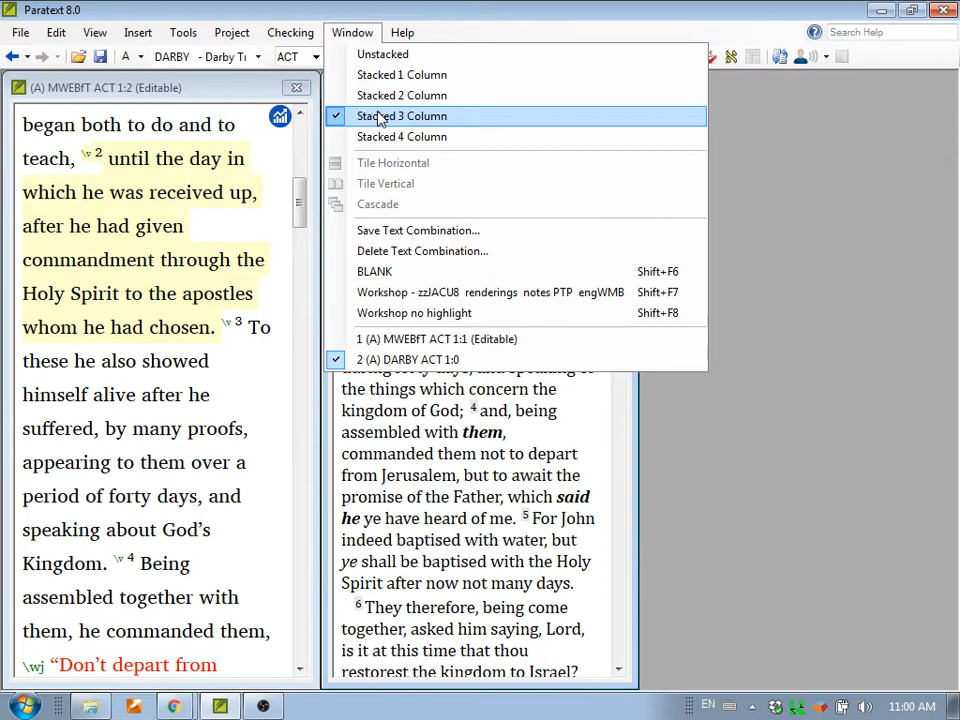 Paratext 8.0
File Edit View Insert Tools Project Checking Window Help
Search Help
A DARBY - Darby Tr ACT
(A) MWEBfT ACT 1:2 (Editable)
began both to do and to
teach, \v 2 until the day in
which he was received up,
after he had given
commandment through the
Holy Spirit to the apostles
whom he had chosen. \v 3 To
these he also showed
himself alive after he
suffered, by many proofs,
appearing to them over a
period of forty days, and
speaking about God's
Kingdom. \v 4 Being
assembled together with
them, he commanded them,
\wj "Don't depart from
Unstacked
Stacked 1 Column
Stacked 2 Column
Stacked 3 Column
Stacked 4 Column
Tile Horizontal
Tile Vertical
Cascade
Save Text Combination...
Delete Text Combination...
BLANK Shift+F6
Workshop - zzJACU8 renderings notes PTP engWMB Shift+F7
Workshop no highlight Shift+F8
1 (A) MWEBfT ACT 1:1 (Editable)
2 (A) DARBY ACT 1:0
the things which concern the
kingdom of God; 4 and, being
assembled with them,
commanded them not to depart
from Jerusalem, but to await the
promise of the Father, which said
he ye have heard of me. 5 For John
indeed baptised with water, but
ye shall be baptised with the Holy
Spirit after now not many days.
6 They therefore, being come
together, asked him saying, Lord,
is it at this time that thou
restorest the kingdom to Israel?
EN
11:00 AM